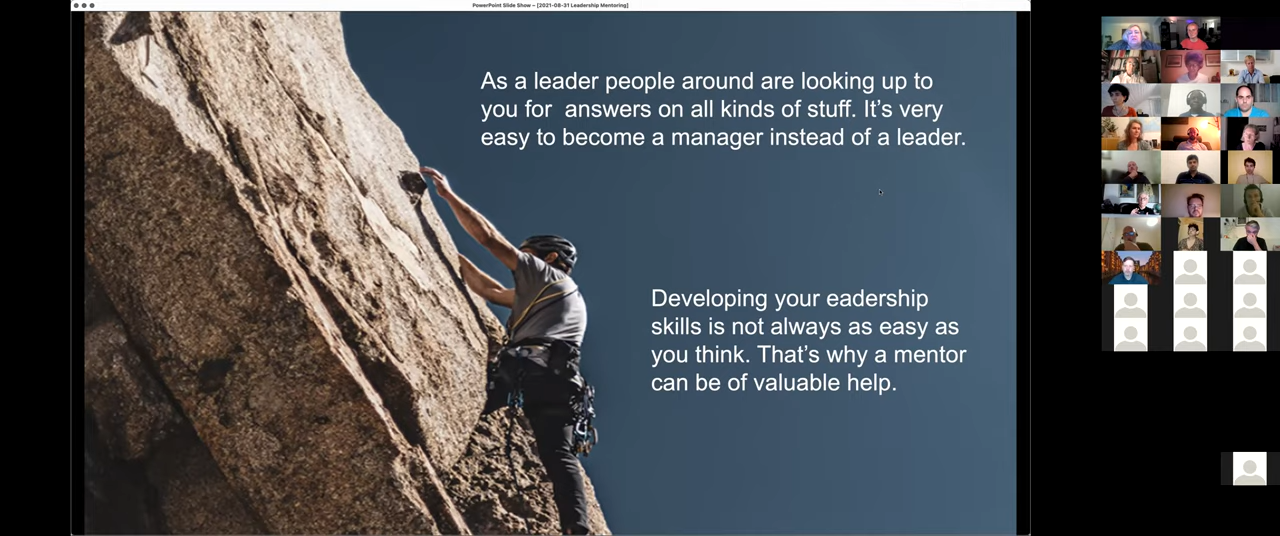 PowerPoint Slide Show - [2021-08-31 Leadership Mentoring]
As a leader people around are looking up to
you for  answers on all kinds of stuff. It's very
easy to become a manager instead of a leader.
Developing your eadership
skills is not always as easy as
you think. That's why a mentor
can be of valuable help.